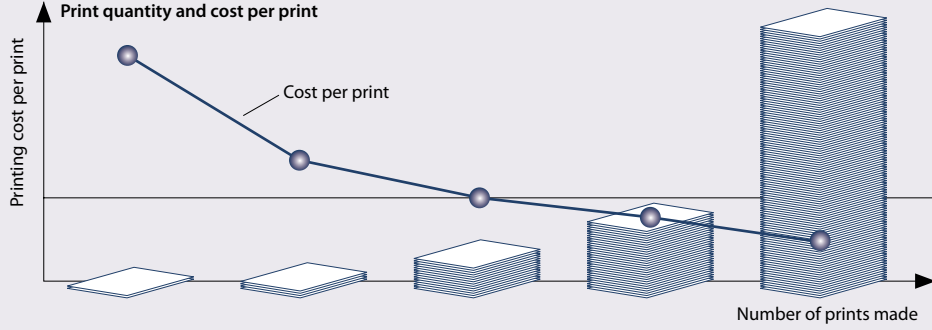 Print quantity and cost per print
Printing cost per print
Cost per print
Number of prints made